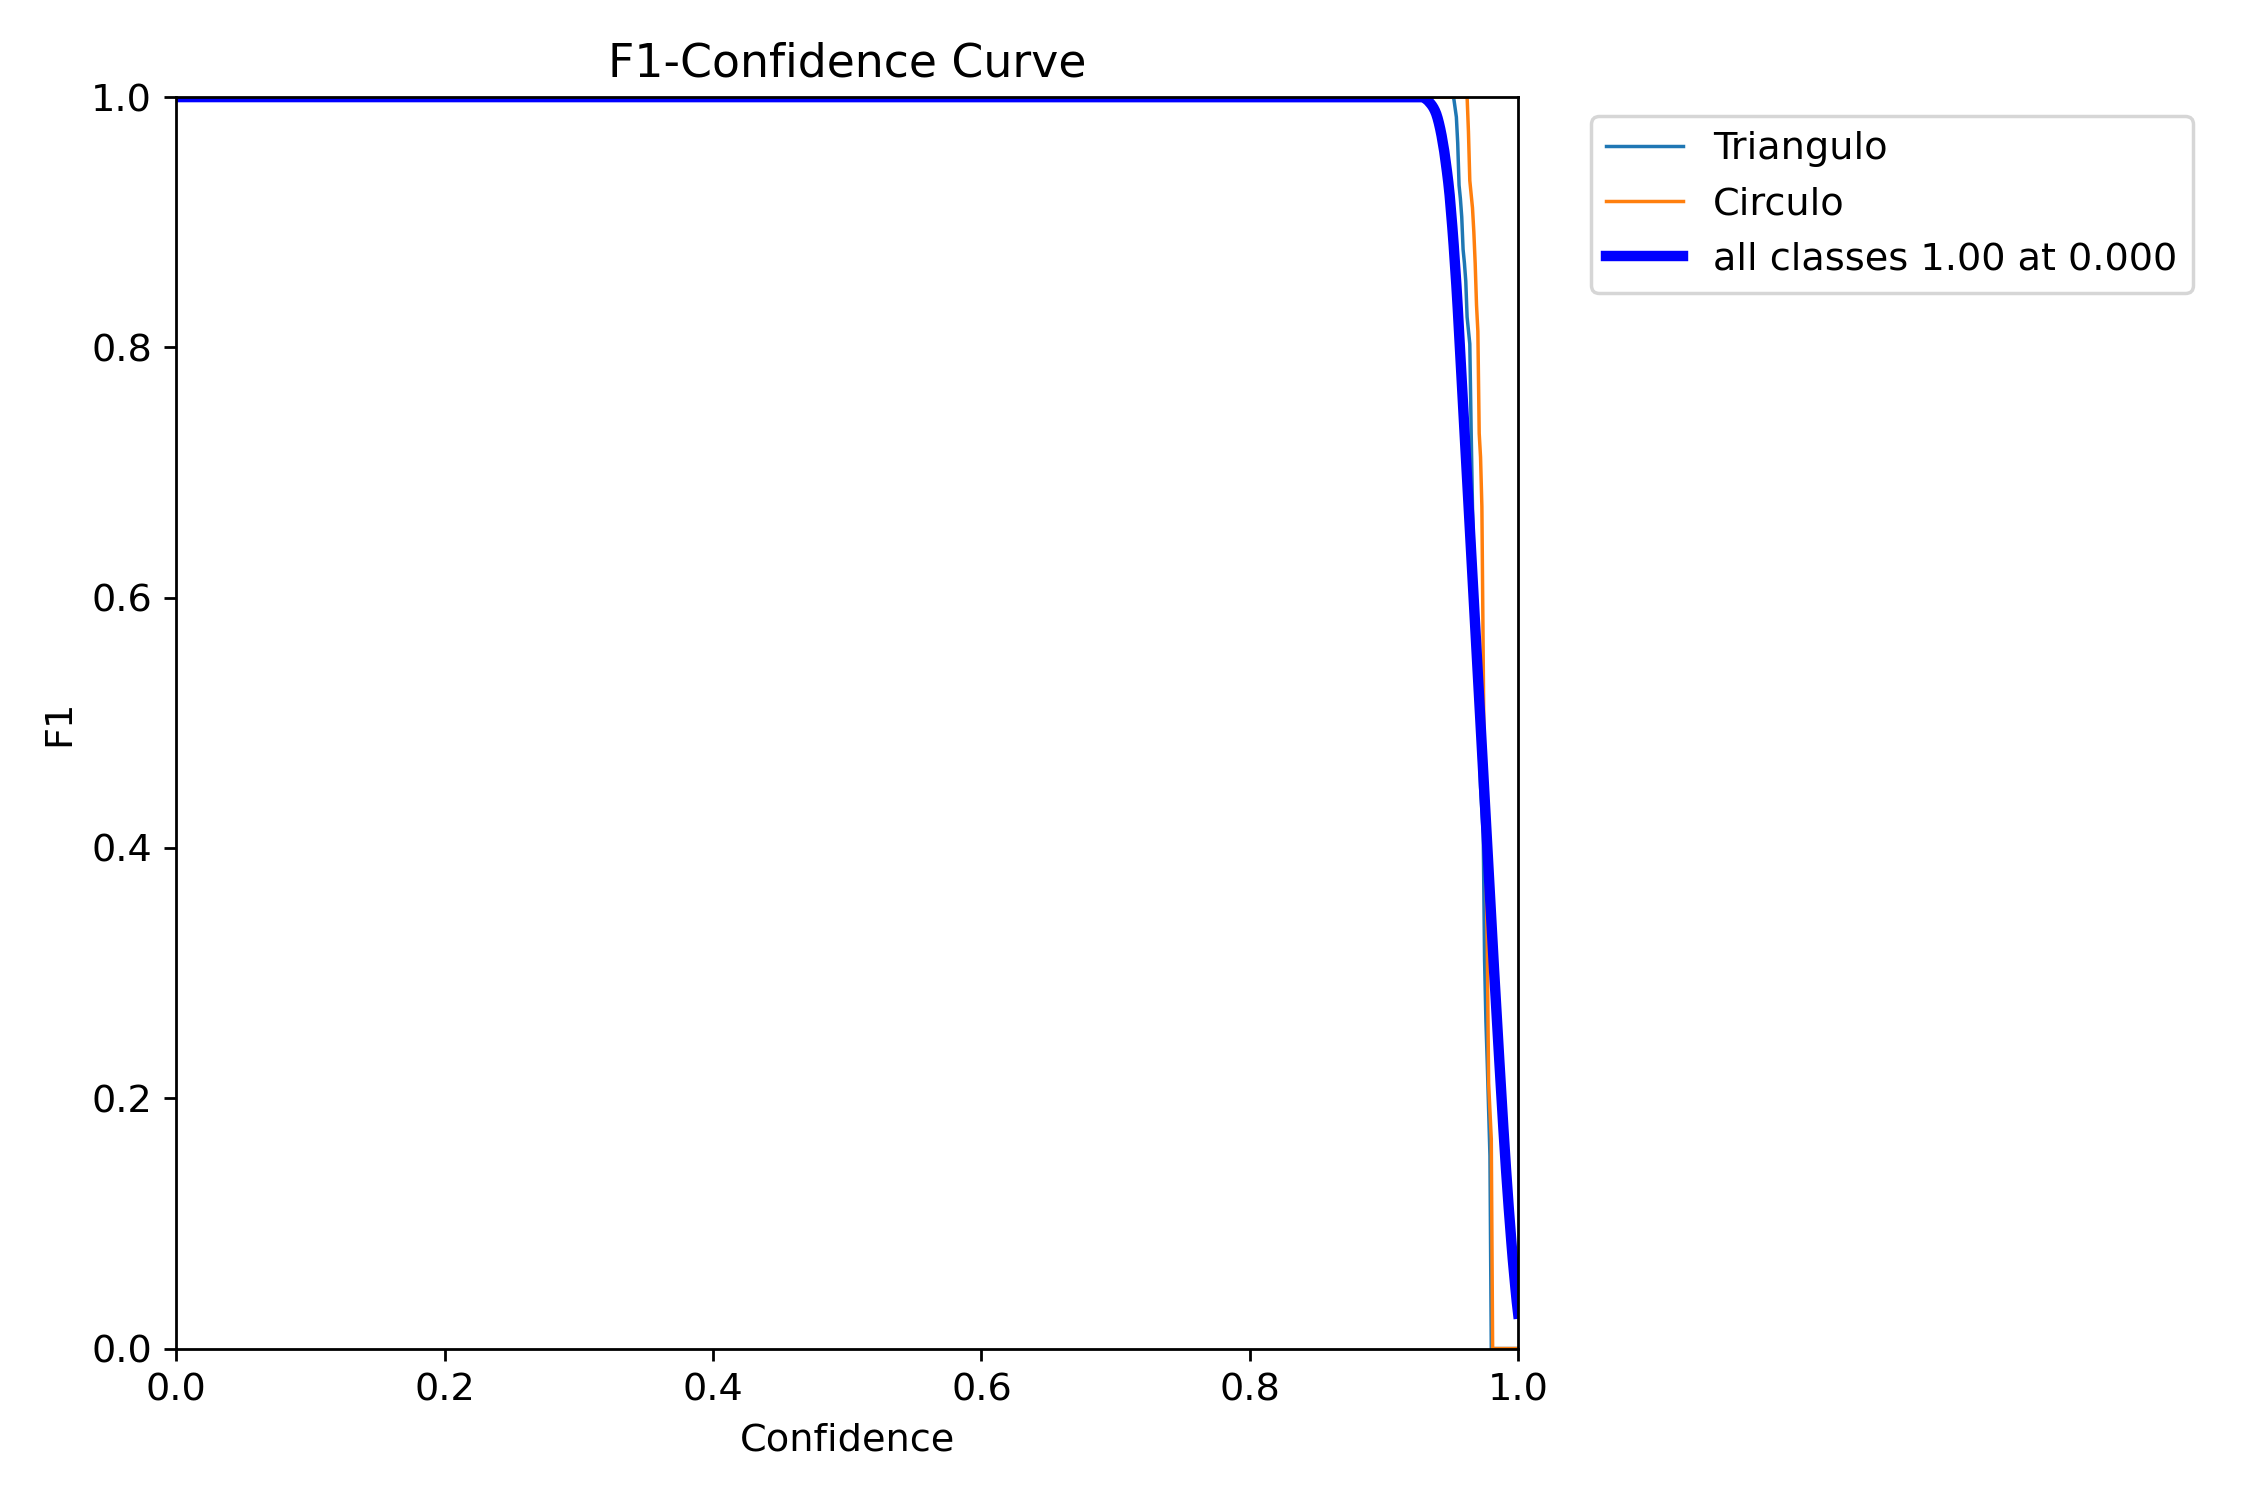 F1-Confidence Curve
1.0
0.8
0.6
0.4
0.2
0.0
F1
0.0 0.2 0.4 0.6 0.8 1.0
Confidence
Triangulo
Circulo
all classes 1.00 at 0.000